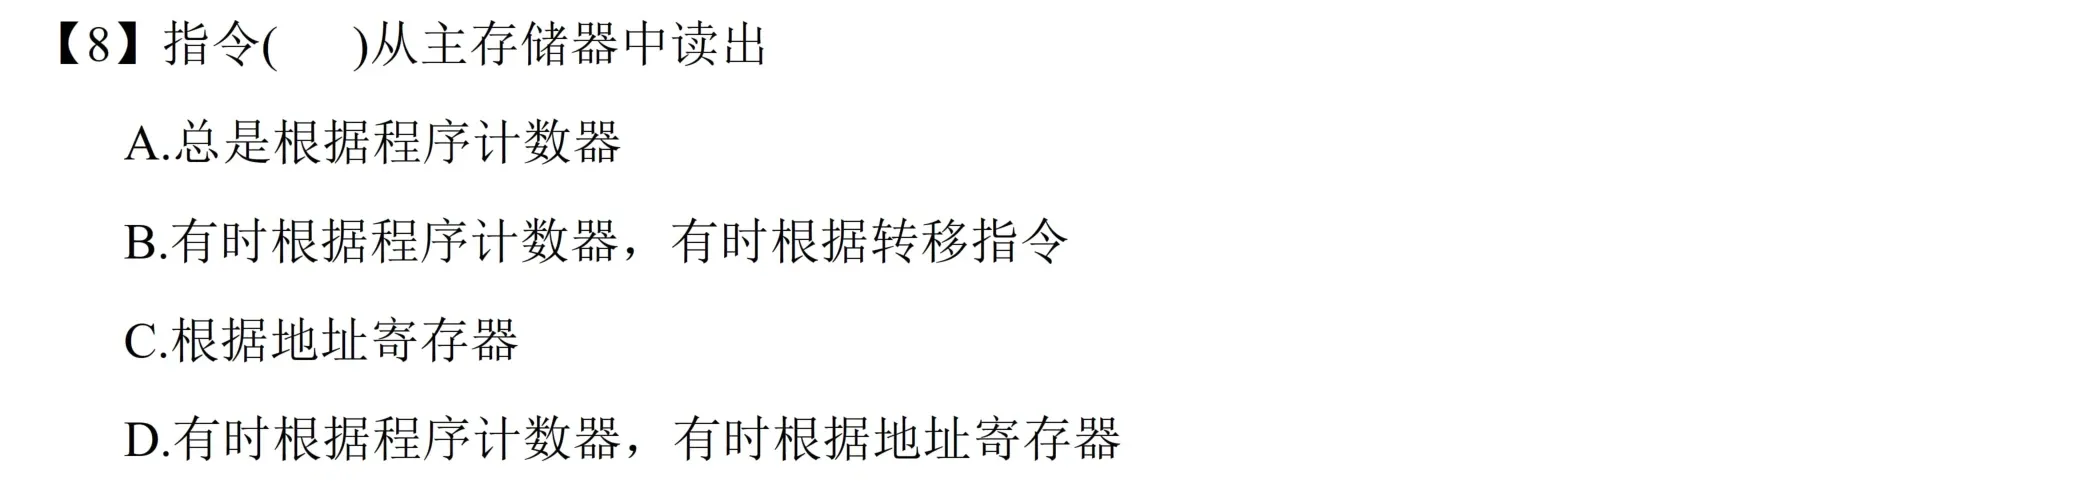 【8】指令(  )从主存储器中读出
A.总是根据程序计数器
B.有时根据程序计数器，有时根据转移指令
C.根据地址寄存器
D.有时根据程序计数器，有时根据地址寄存器